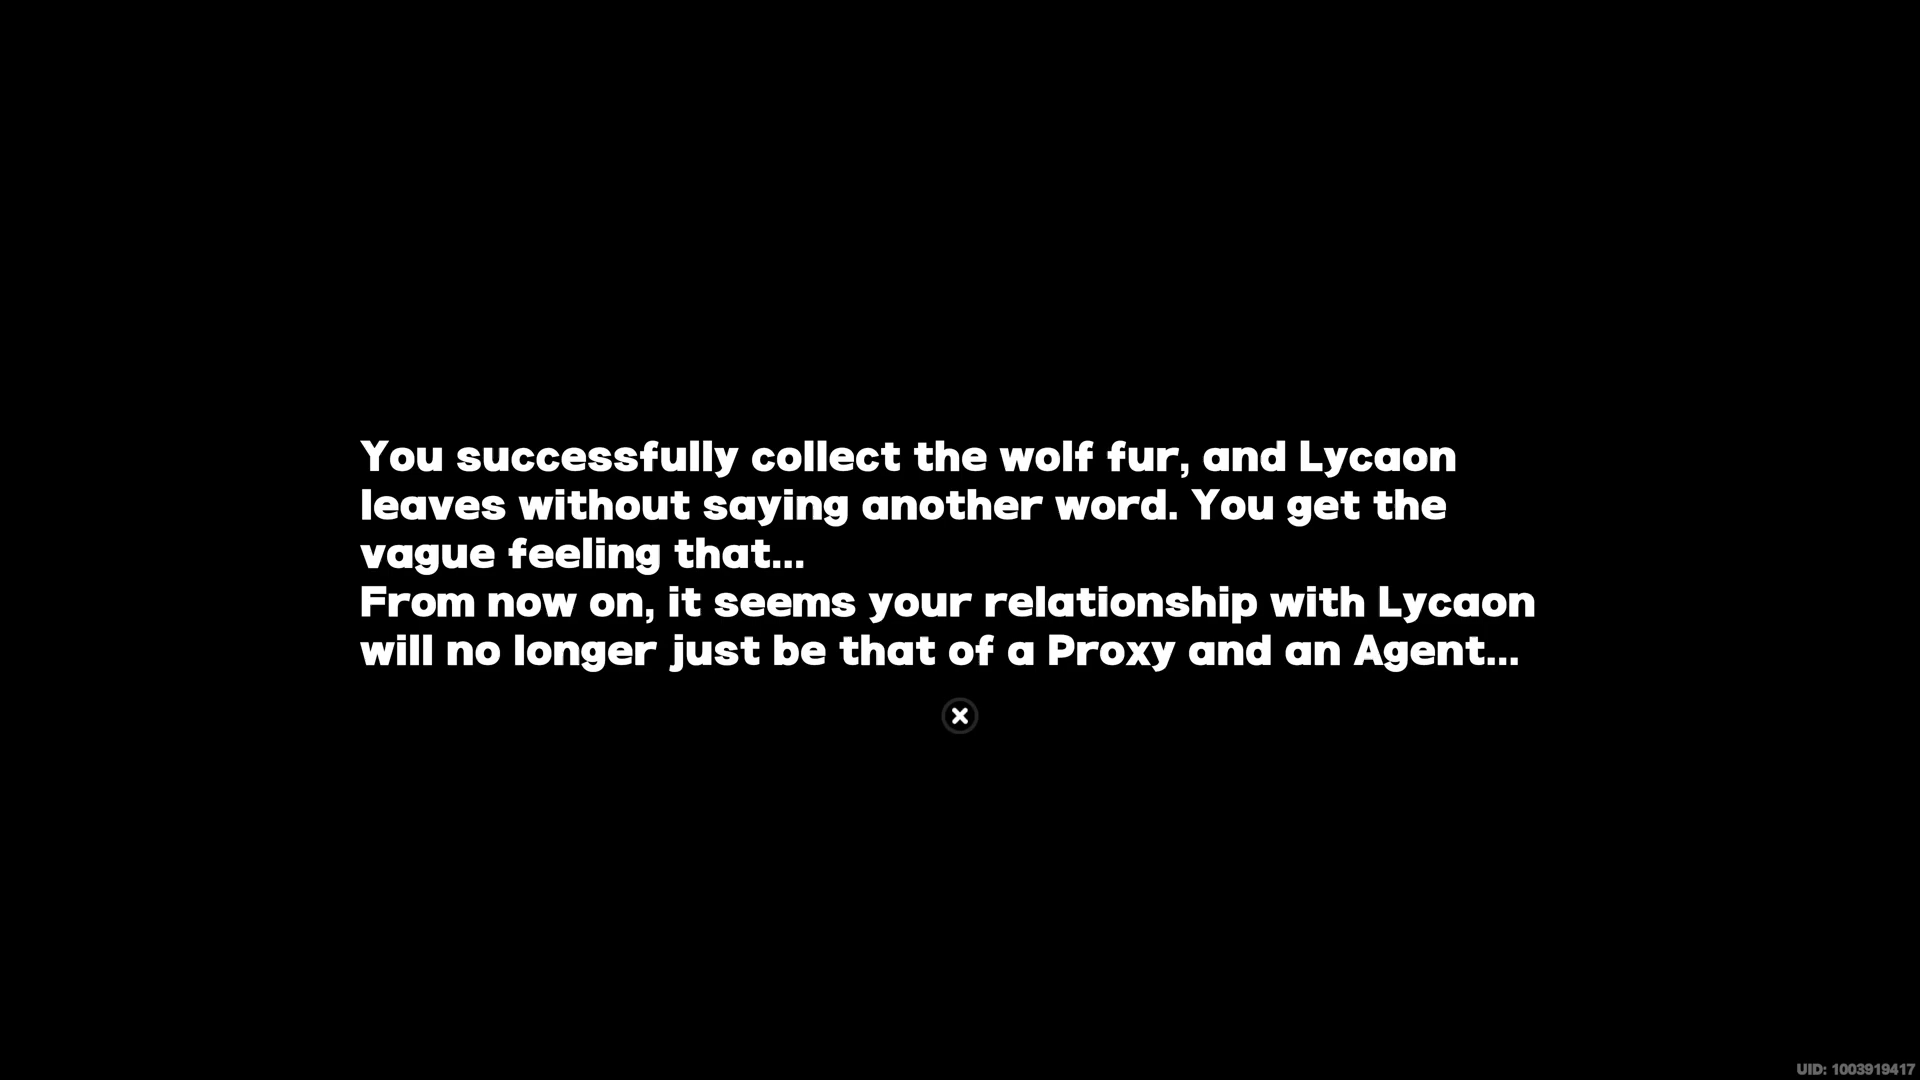 You successfully collect the wolf fur, and Lycaon
leaves without saying another word. You get the
vague feeling that...
From now on, it seems your relationship with Lycaon
will no longer just be that of a Proxy and an Agent...
UID: 1003919417